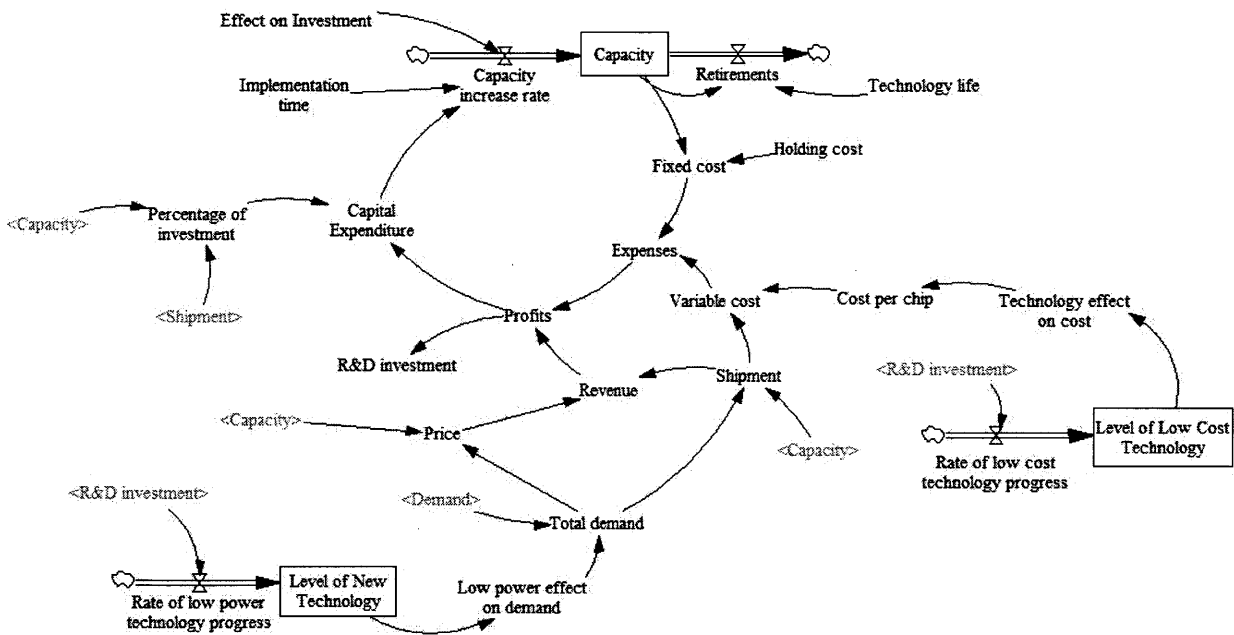 Effect on Investment
Capacity
Capacity
increase rate
Retirements
Implementation
time
Technology life
Fixed cost
Holding cost
<Capacity>
Percentage of
investment
Capital
Expenditure
Expenses
<Shipment>
Profits
Variable cost
Cost per chip
Technology effect
on cost
R&D investment
Revenue
Shipment
<R&D investment>
<Capacity>
Price
<Capacity>
Level of Low Cost
Technology
Rate of low cost
technology progress
<R&D investment>
<Demand>
Total demand
Level of New
Technology
Low power effect
on demand
Rate of low power
technology progress